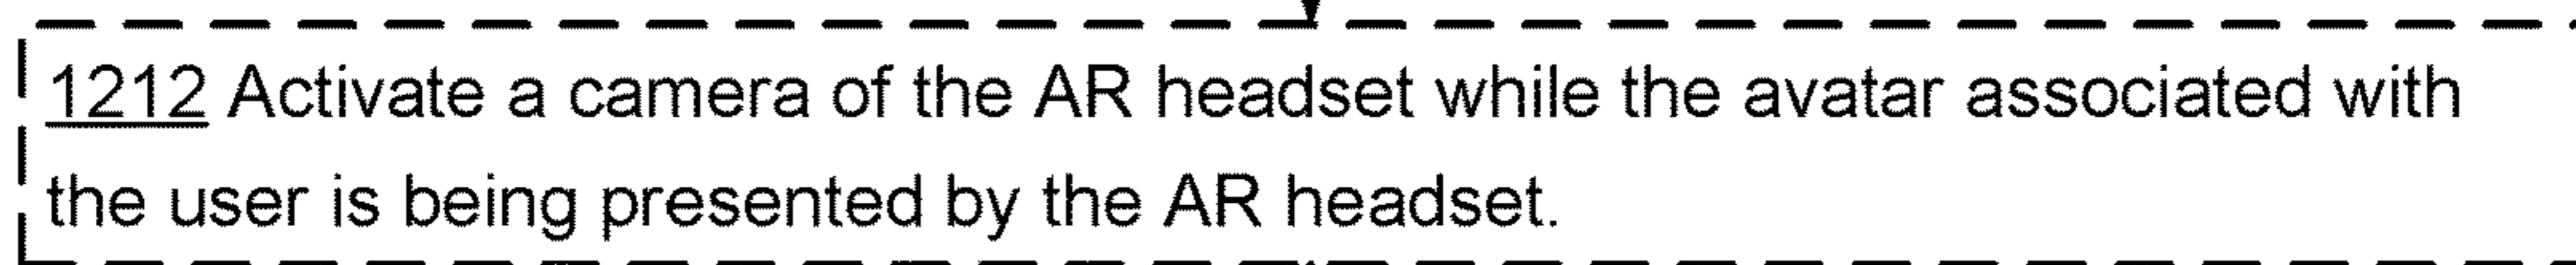 1212 Activate a camera of the AR headset while the avatar associated with
the user is being presented by the AR headset.